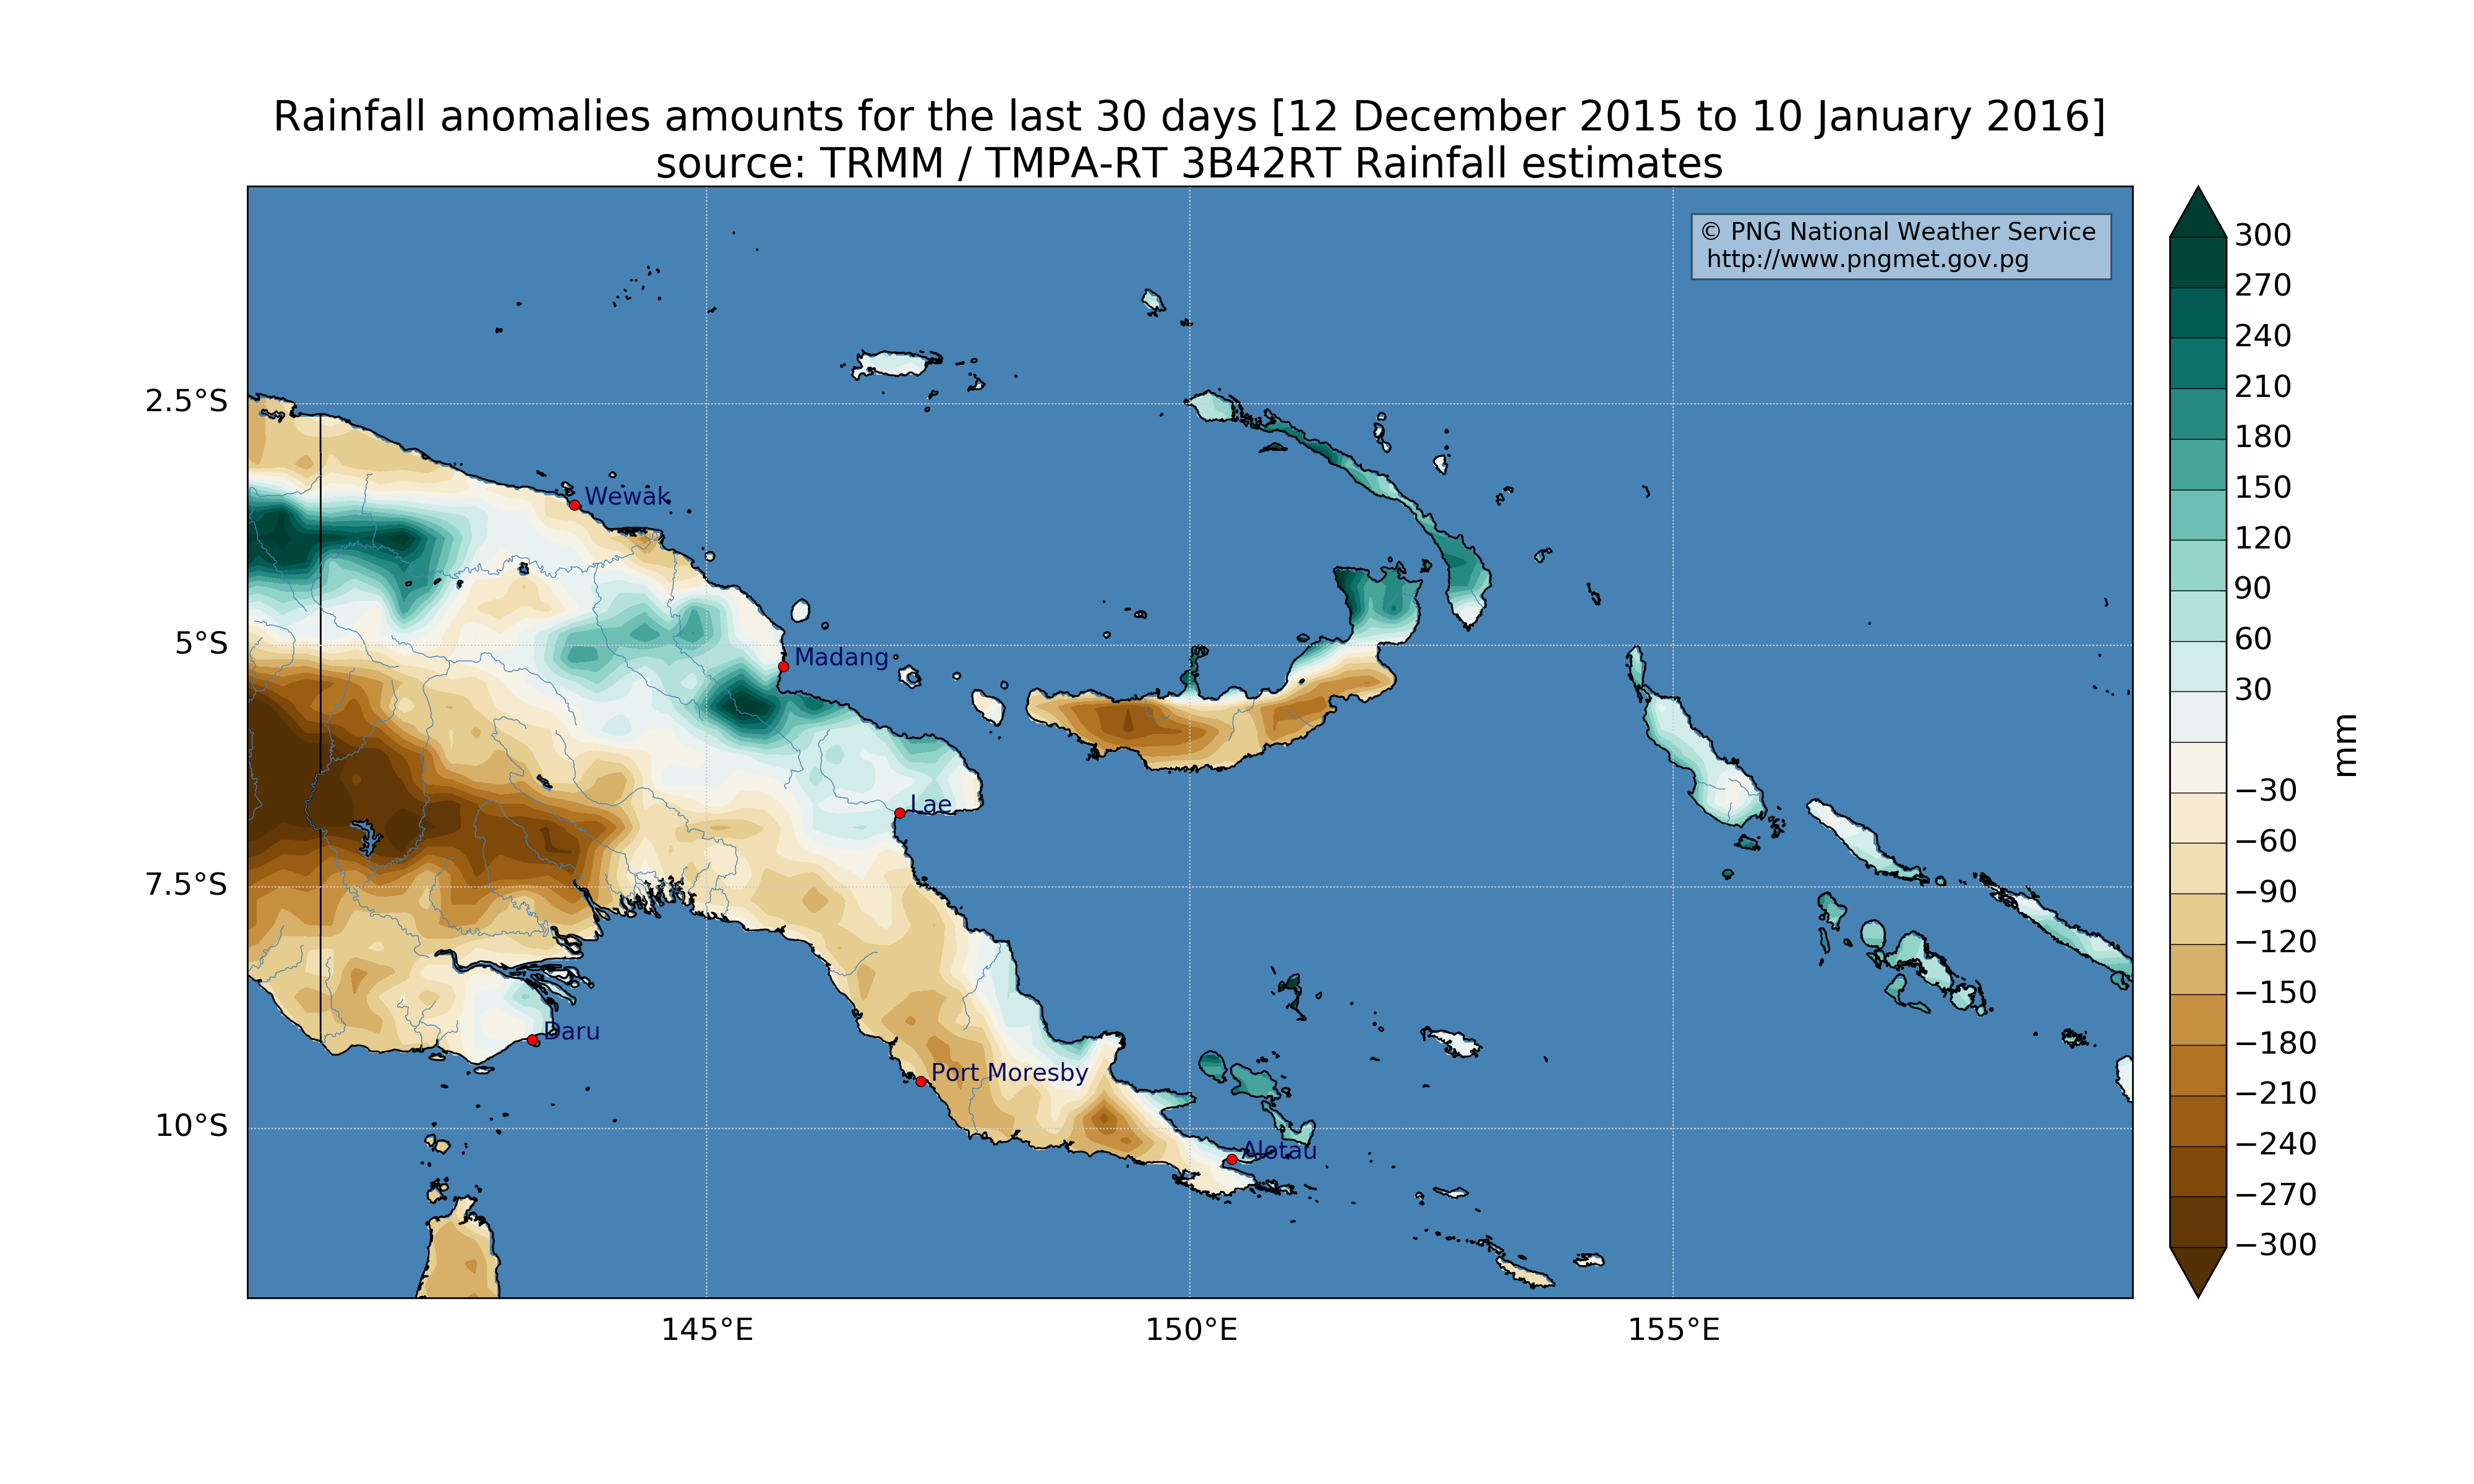 Rainfall anomalies amounts for the last 30 days [12 December 2015 to 10 January 2016]
source: TRMM / TMPA-RT 3B42RT Rainfall estimates
© PNG National Weather Service
http://www.pngmet.gov.pg
2.5°S
5°S
7.5°S
10°S
145°E
150°E
155°E
Wewak
Madang
Lae
Daru
Port Moresby
Alotau
300
270
240
210
180
150
120
90
60
30
−30
−60
−90
−120
−150
−180
−210
−240
−270
−300
mm